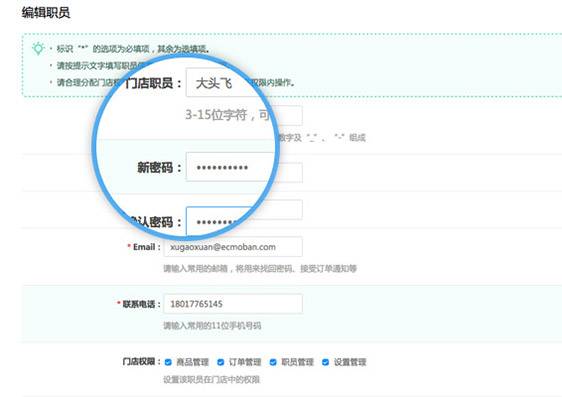 编辑职员
• 标识 “*” 的选项为必填项，其余为选填项。
• 请按提示文字填写职员信
• 请合理分配门店权 权限内操作。
门店职员： 大头飞
3-15位字符，可 数字及 “_” 、 “-” 组成
新密码： ••••••••••
确认密码： ••••••••
* Email： xugaoxuan@ecmoban.com
请输入常用的邮箱，将用来找回密码、接受订单通知等
* 联系电话： 18017765145
请输入常用的11位手机号码
门店权限： 商品管理 订单管理 职员管理 设置管理
设置该职员在门店中的权限